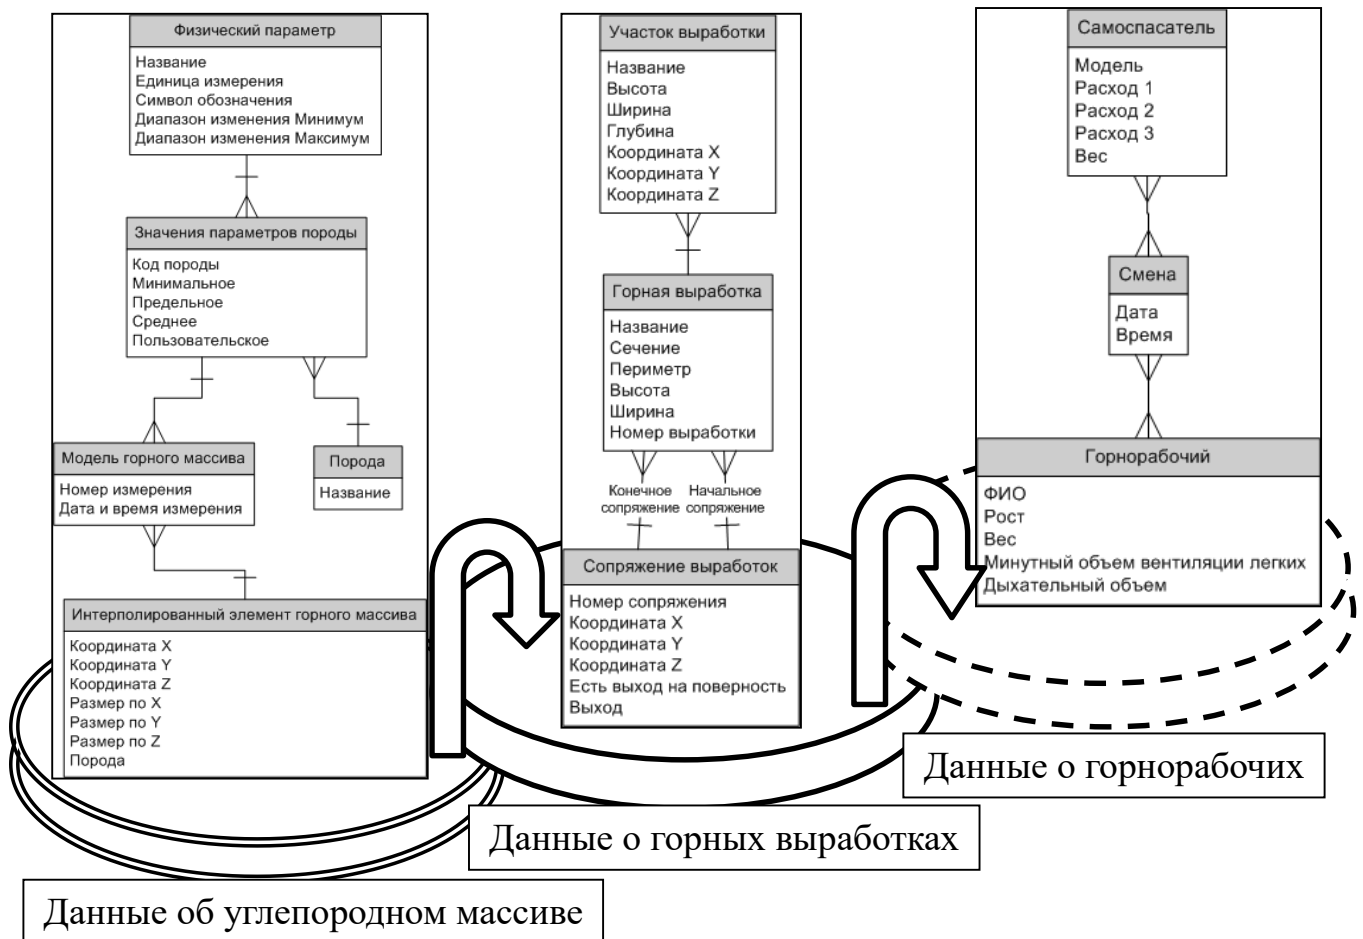 Физический параметр
Название
Единица измерения
Символ обозначения
Диапазон изменения Минимум
Диапазон изменения Максимум
Значения параметров породы
Код породы
Минимальное
Предельное
Среднее
Пользовательское
Модель горного массива
Номер измерения
Дата и время измерения
Порода
Название
Интерполированный элемент горного массива
Координата X
Координата Y
Координата Z
Размер по X
Размер по Y
Размер по Z
Порода
Данные об углепородном массиве
Участок выработки
Название
Высота
Ширина
Глубина
Координата X
Координата Y
Координата Z
Горная выработка
Название
Сечение
Периметр
Высота
Ширина
Номер выработки
Конечное
сопряжение
Начальное
сопряжение
Сопряжение выработок
Номер сопряжения
Координата X
Координата Y
Координата Z
Есть выход на поверность
Выход
Данные о горных выработках
Самоспасатель
Модель
Расход 1
Расход 2
Расход 3
Вес
Смена
Дата
Время
Горнорабочий
ФИО
Рост
Вес
Минутный объем вентиляции легких
Дыхательный объем
Данные о горнорабочих